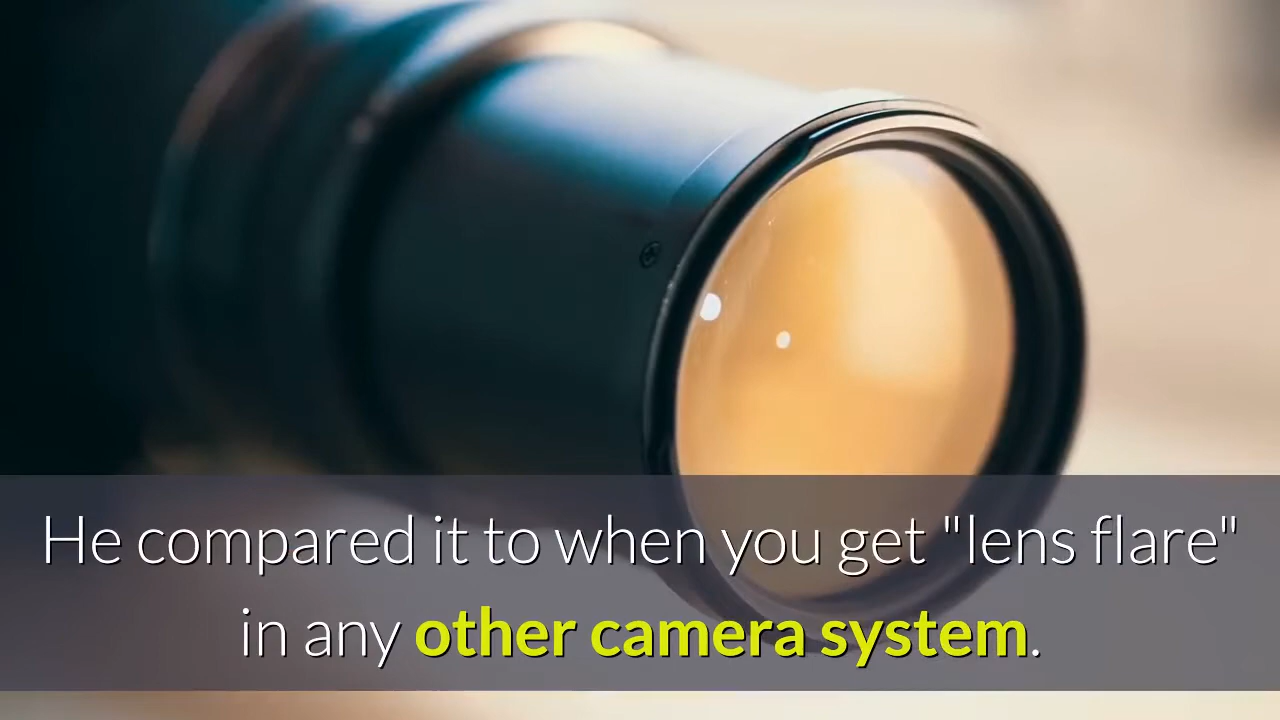 He compared it to when you get "lens flare"
in any other camera system.